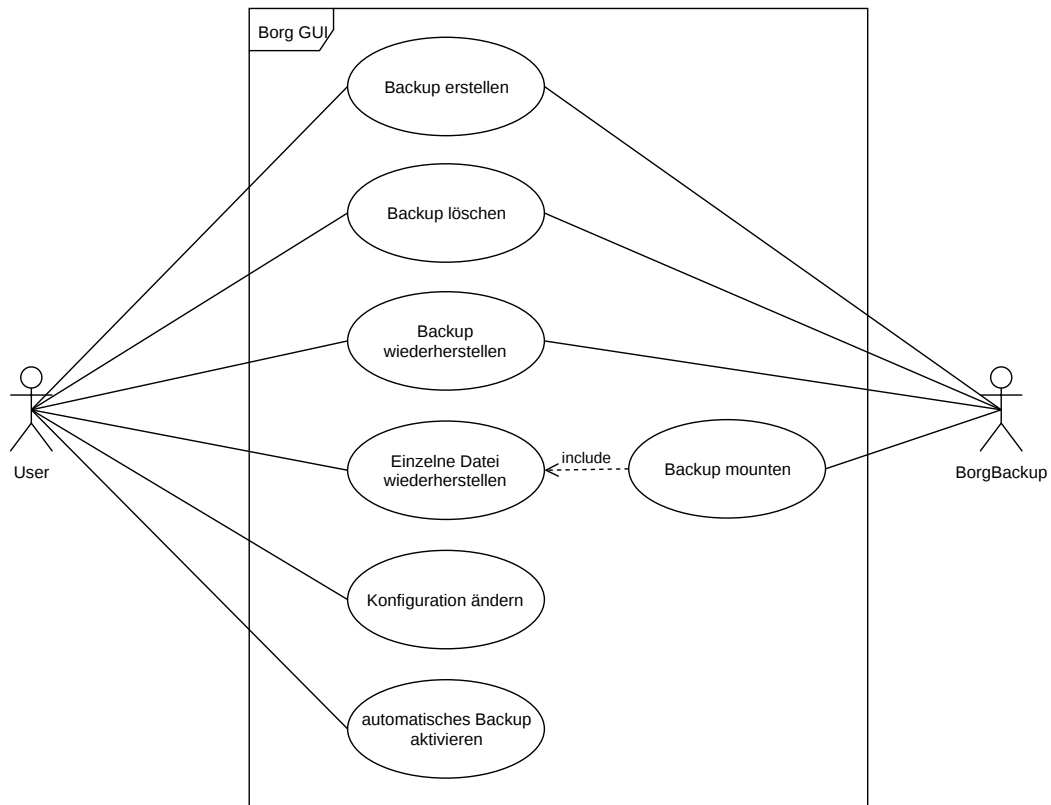 Borg GUI
Backup erstellen
Backup löschen
Backup
wiederherstellen
Einzelne Datei
wiederherstellen
include
Backup mounten
User
BorgBackup
Konfiguration ändern
automatisches Backup
aktivieren